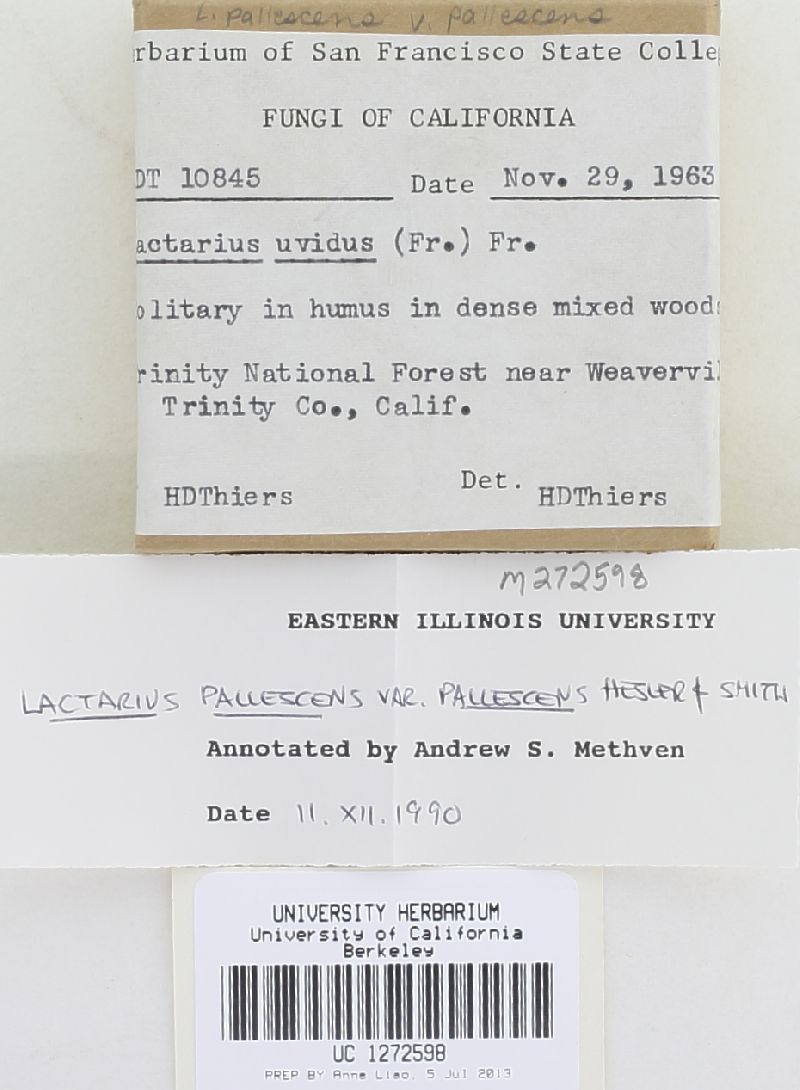 L. pallescens v. pallescens
rbarium of San Francisco State Colle
FUNGI OF CALIFORNIA
DT 10845 Date Nov. 29, 1963
actarius uvidus (Fr.) Fr.
olitary in humus in dense mixed woods
rinity National Forest near Weavervil
Trinity Co., Calif.
HDThiers Det. HDThiers
M272598
EASTERN ILLINOIS UNIVERSITY
LACTARIUS PALLESCENS VAR. PALLESCENS HESLER & SMITH
Annotated by Andrew S. Methven
Date 11. XII. 1990
UNIVERSITY HERBARIUM
University of California
Berkeley
UC 1272598
PREP BY Anne Liao, 5 Jul 2013